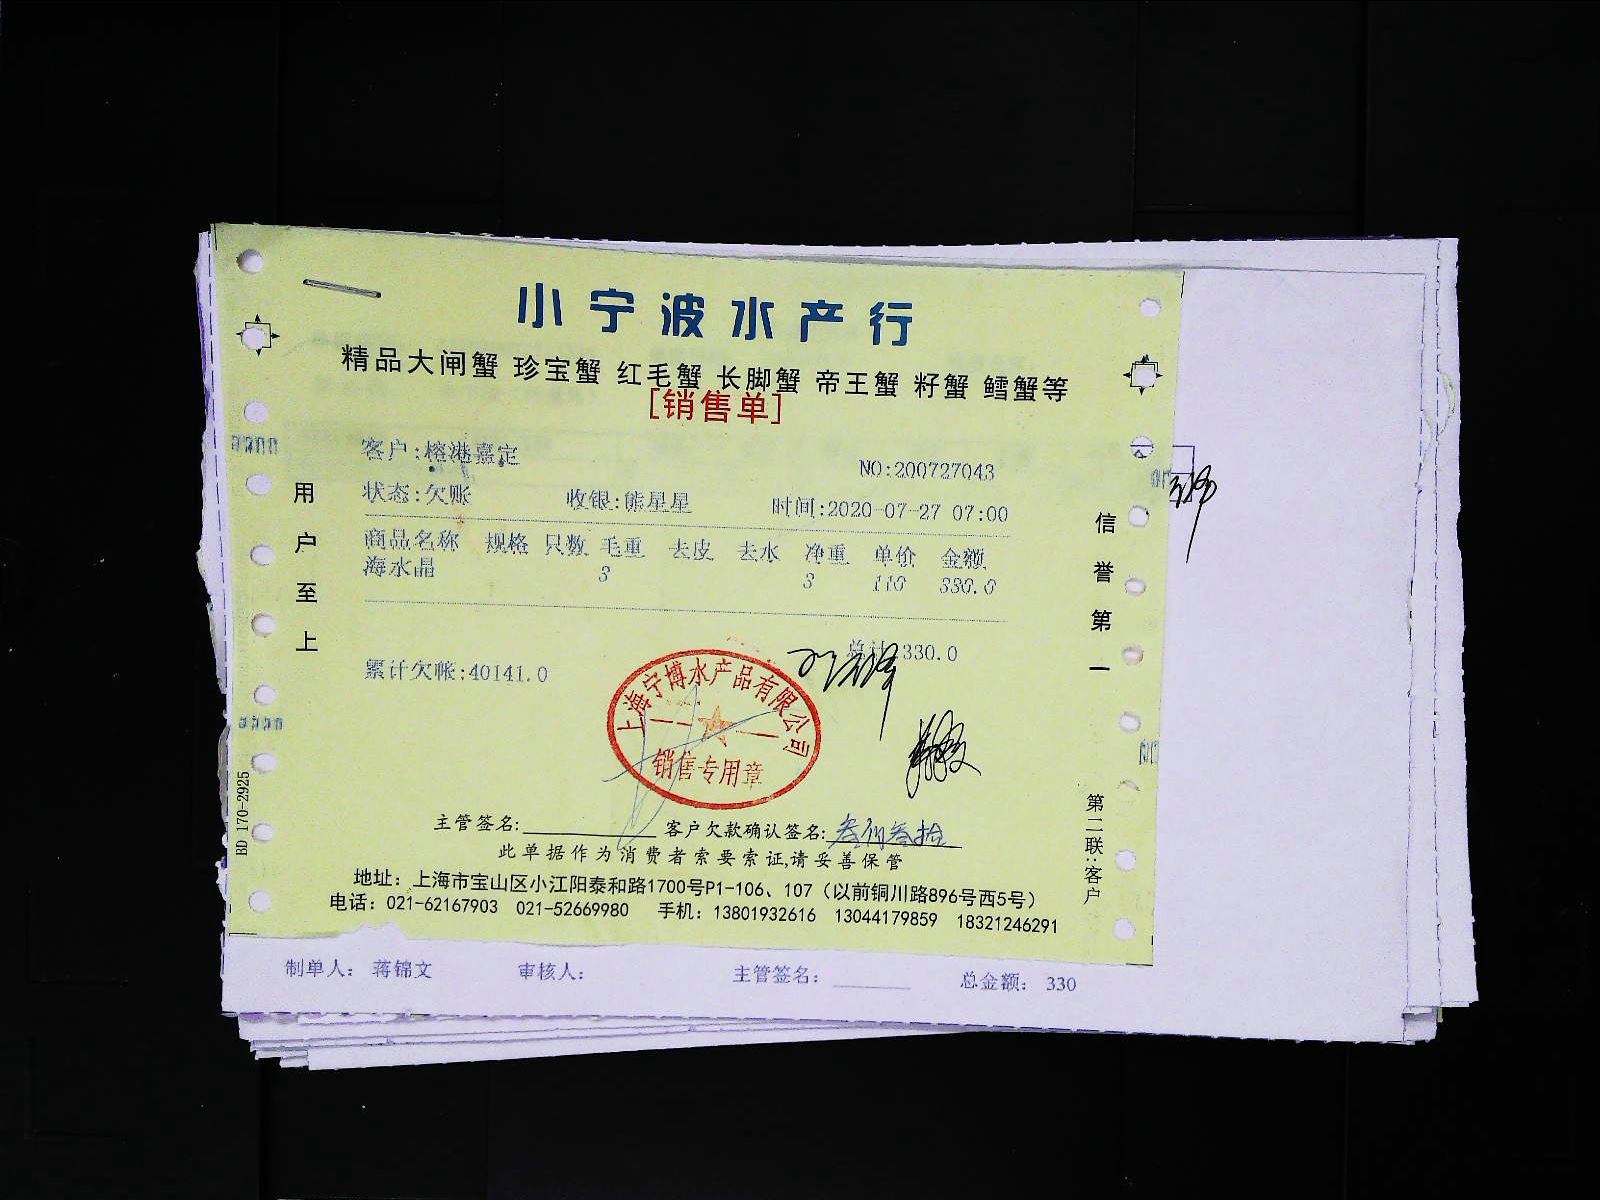 小宁波水产行
精品大闸蟹 珍宝蟹 红毛蟹 长脚蟹 帝王蟹 籽蟹 鳕蟹等
[销售单]
客户:榕港嘉定
NO:200727043
状态:欠账 收银:熊星星 时间:2020-07-27 07:00
商品名称 规格 只数 毛重 去皮 去水 净重 单价 金额
海水晶 3 3 110 330.0
总计:330.0
累计欠帐:40141.0
上海宁博水产品有限公司
销售专用章
主管签名: 客户欠款确认签名: 叁佰叁拾
此单据作为消费者索要索证,请妥善保管
地址：上海市宝山区小江阳泰和路1700号P1-106、107（以前铜川路896号西5号）
电话：021-62167903 021-52669980 手机：13801932616 13044179859 18321246291
用户至上
信誉第一
第二联:客户
BD 170-2925
制单人： 蒋锦文 审核人： 主管签名： 总金额： 330